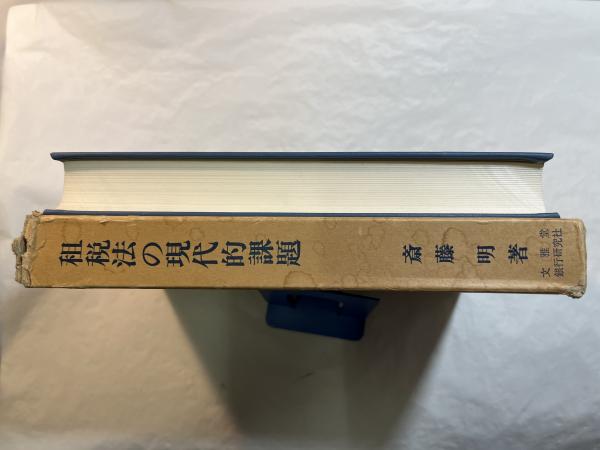 租税法の現代的課題
斎藤明著
文雅堂
銀行研究社